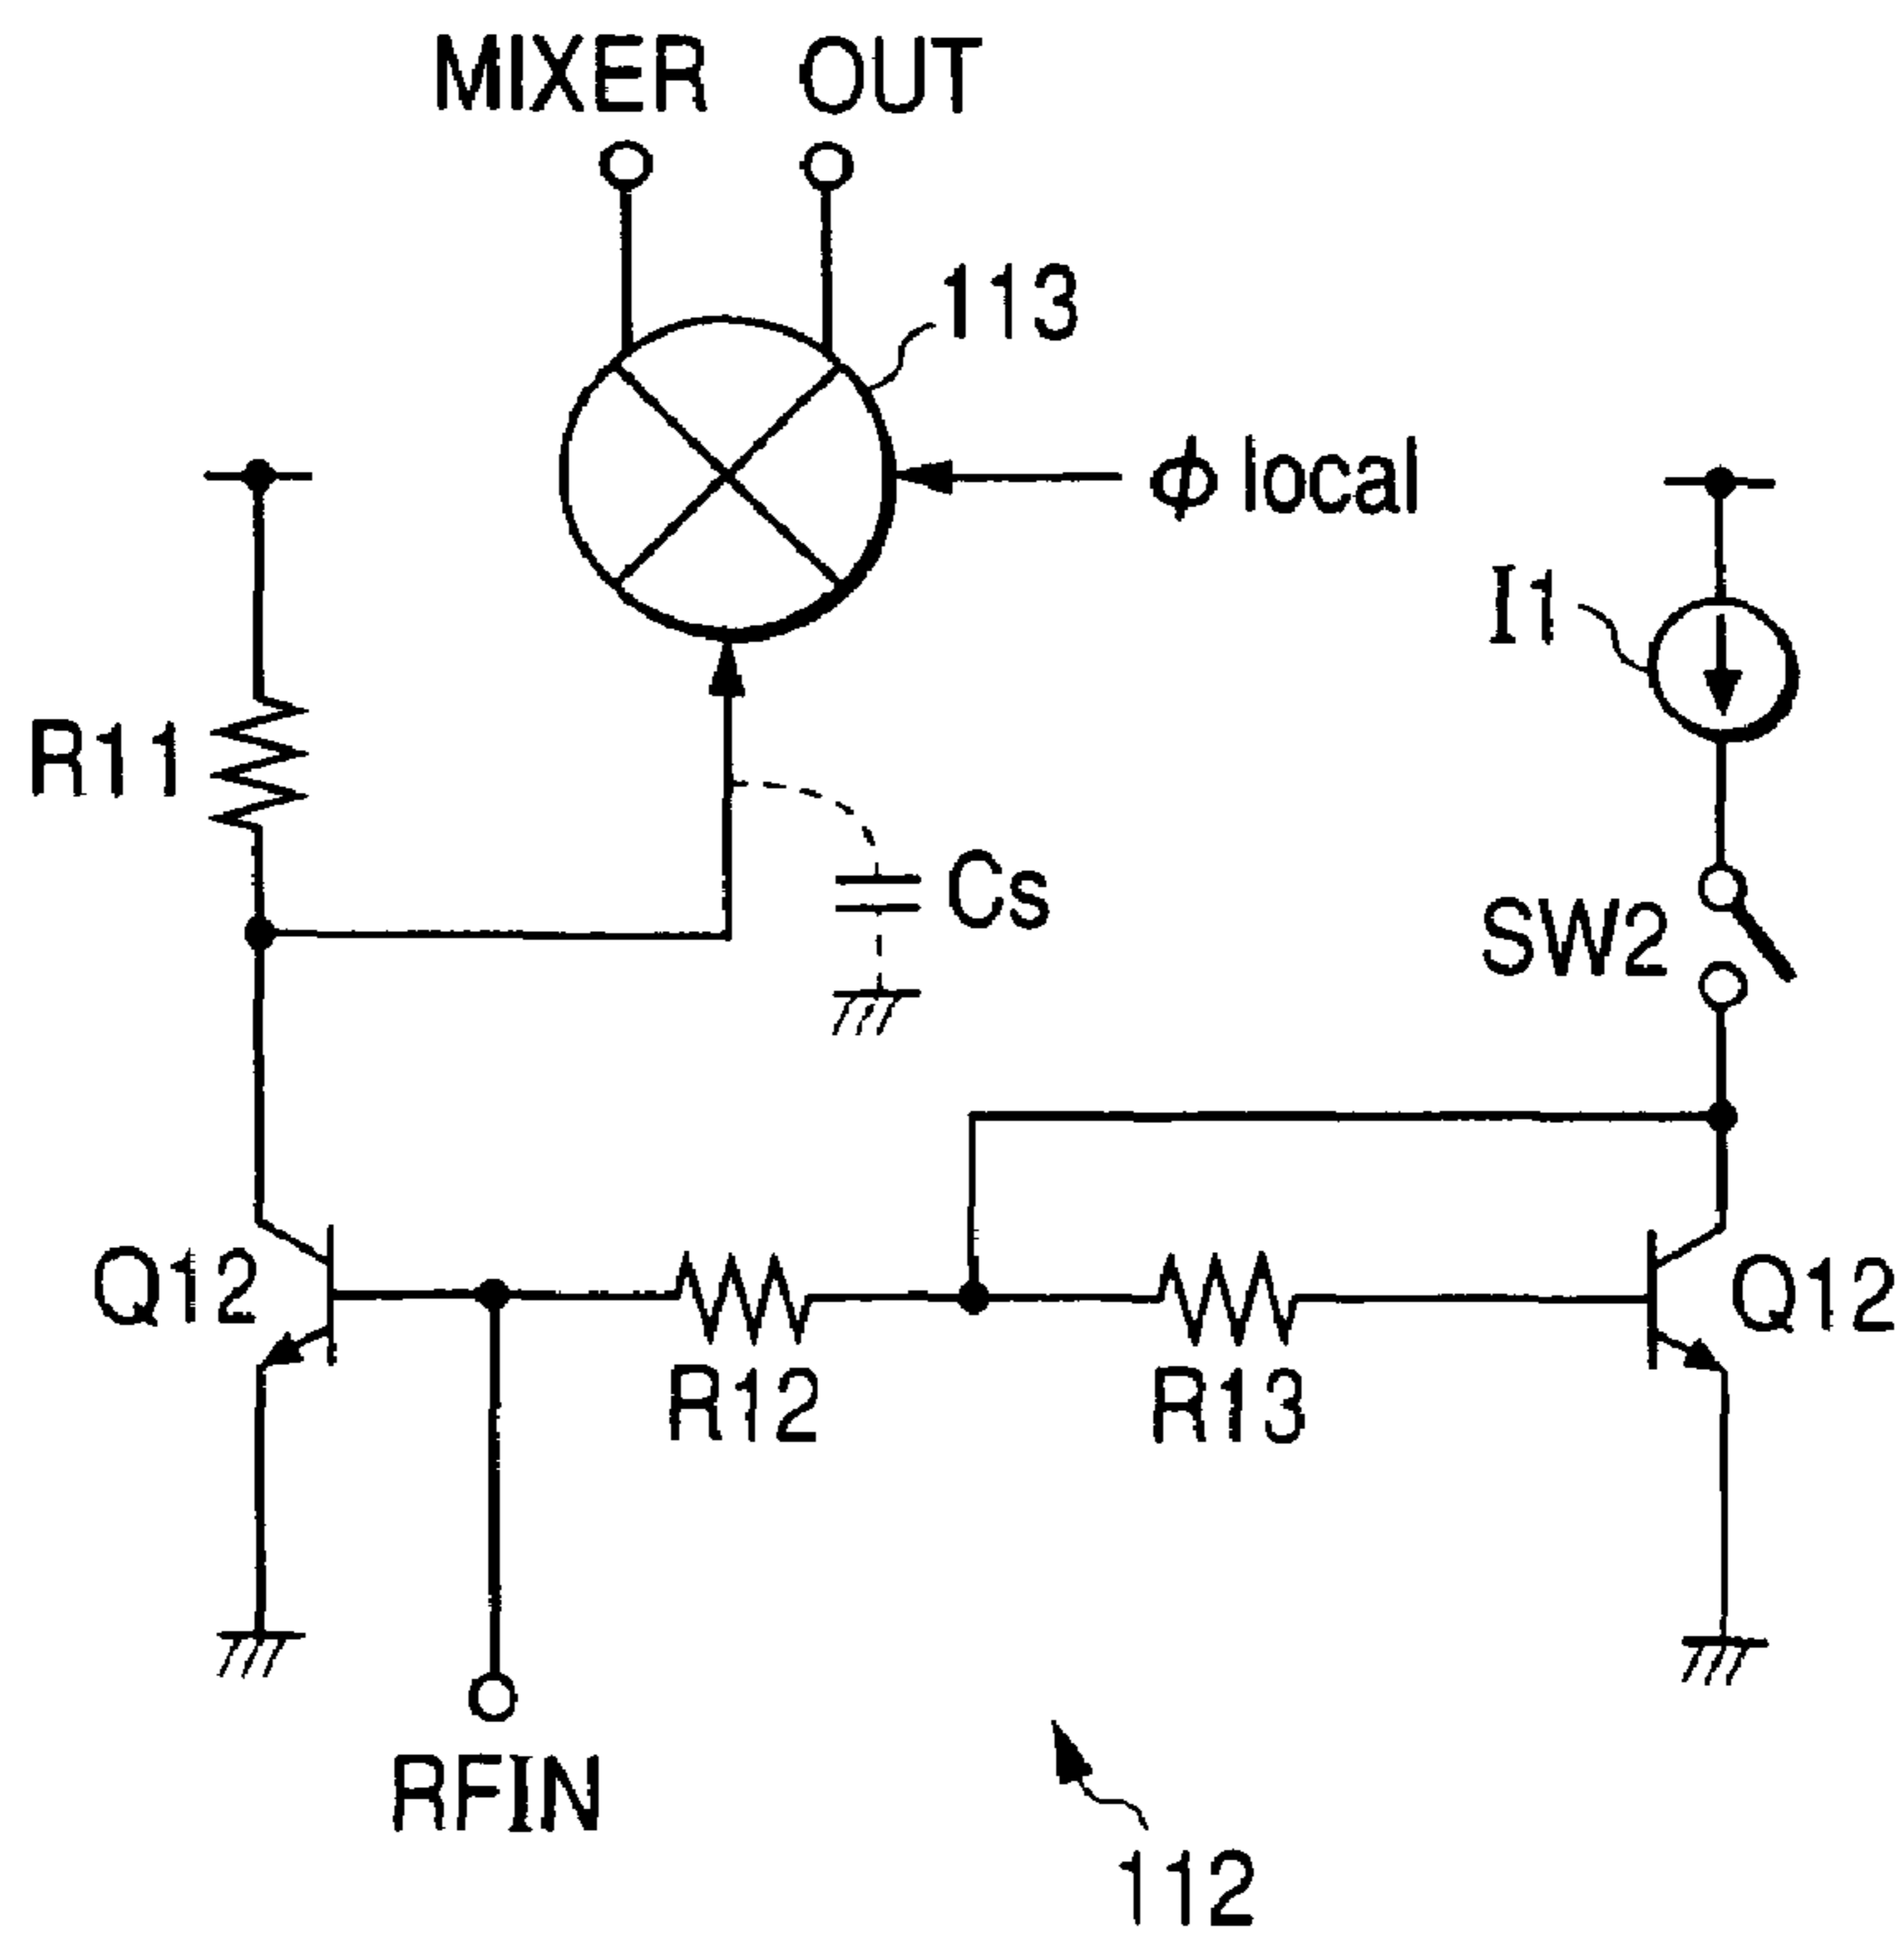 MIXER OUT
113
ϕ local
I1
R11
Cs
SW2
Q12
Q12
R12
R13
RFIN
112